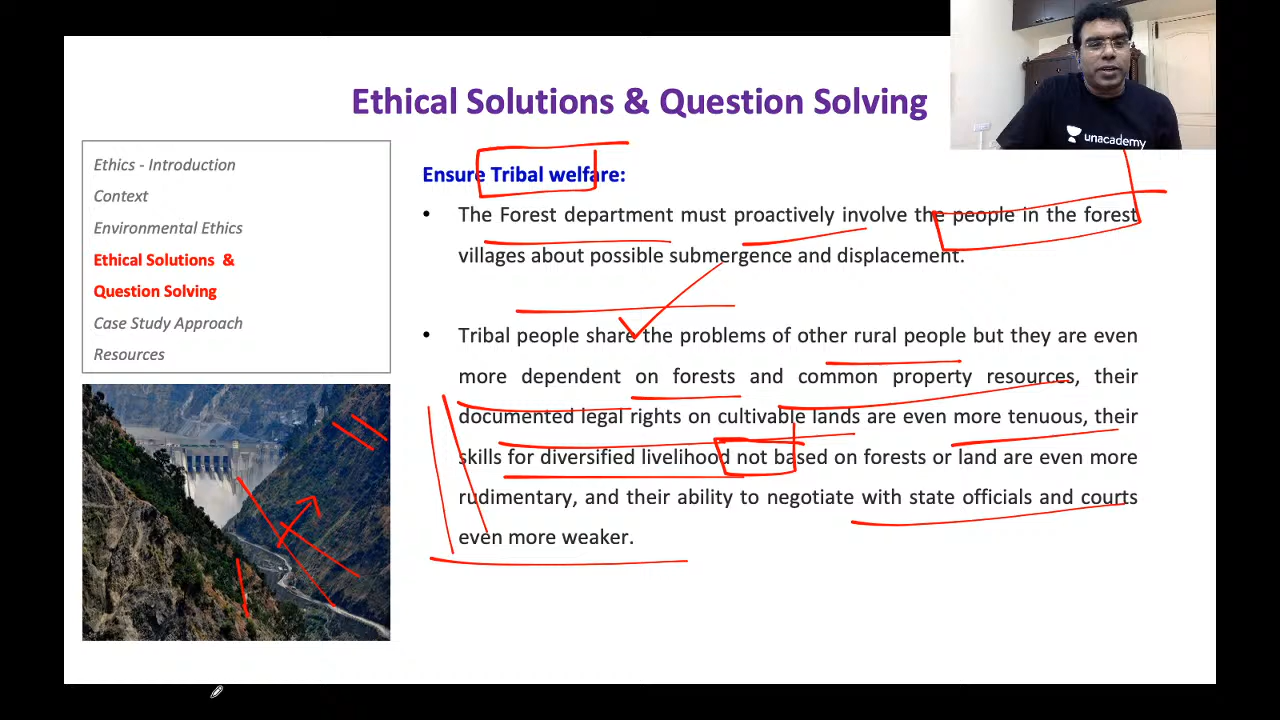 unacademy
Ethical Solutions & Question Solving
Ethics - Introduction
Context
Environmental Ethics
Ethical Solutions &
Question Solving
Case Study Approach
Resources
Ensure Tribal welfare:
• The Forest department must proactively involve the people in the forest
villages about possible submergence and displacement.
• Tribal people share the problems of other rural people but they are even
more dependent on forests and common property resources, their
documented legal rights on cultivable lands are even more tenuous, their
skills for diversified livelihood not based on forests or land are even more
rudimentary, and their ability to negotiate with state officials and courts
even more weaker.